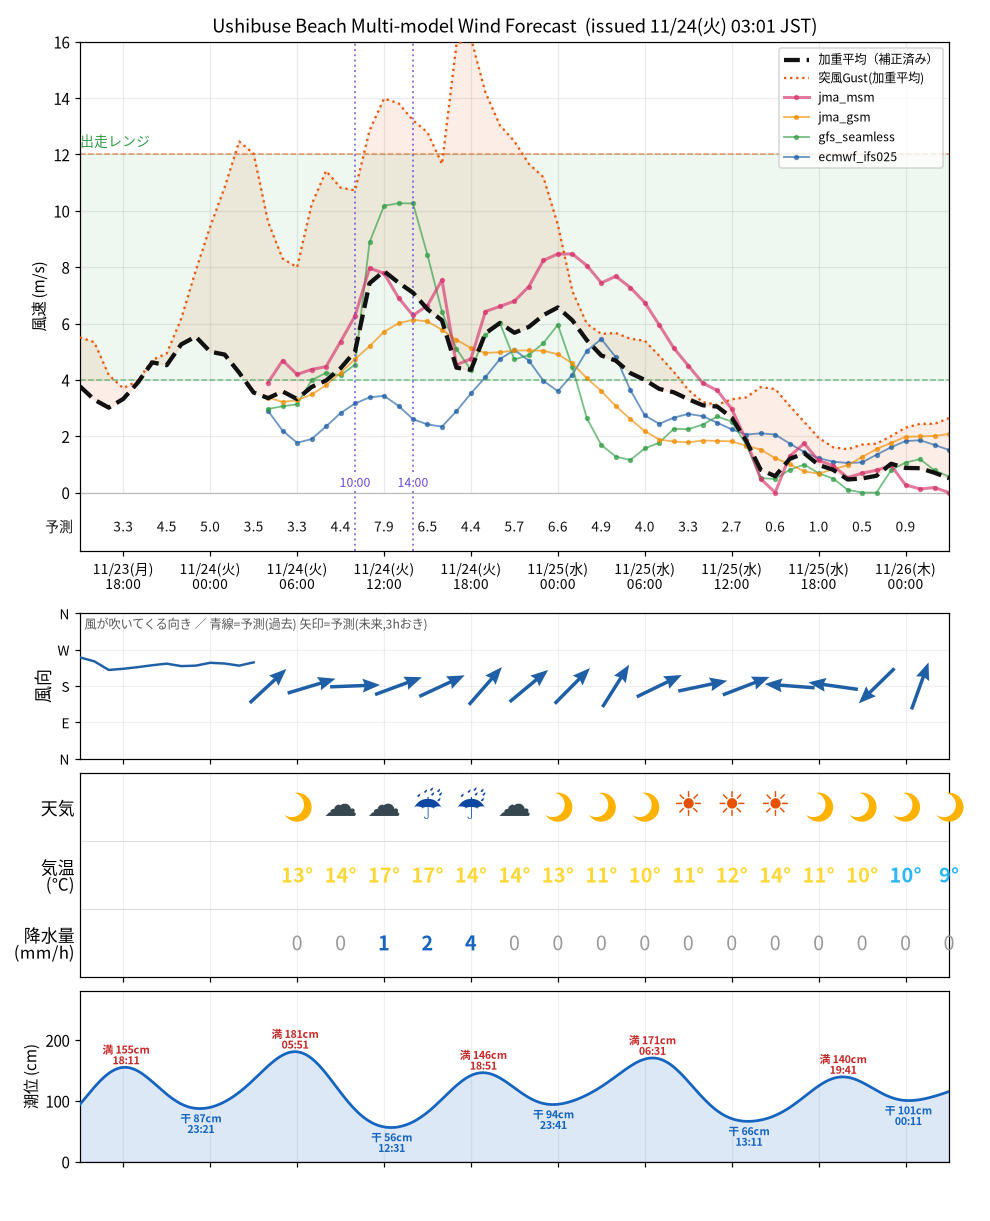 Ushibuse Beach Multi-model Wind Forecast (issued 11/24(火) 03:01 JST)
16
14
12
10
8
6
4
2
0
風速 (m/s)
出走レンジ
加重平均（補正済み）
突風Gust(加重平均)
jma_msm
jma_gsm
gfs_seamless
ecmwf_ifs025
10:00 14:00
予測 3.3 4.5 5.0 3.5 3.3 4.4 7.9 6.5 4.4 5.7 6.6 4.9 4.0 3.3 2.7 0.6 1.0 0.5 0.9
11/23(月) 11/24(火) 11/24(火) 11/24(火) 11/24(火) 11/25(水) 11/25(水) 11/25(水) 11/25(水) 11/26(木)
18:00 00:00 06:00 12:00 18:00 00:00 06:00 12:00 18:00 00:00
風向
N
W
S
E
N
風が吹いてくる向き ／ 青線=予測(過去) 矢印=予測(未来,3hおき)
天気
気温
(°C)
13° 14° 17° 17° 14° 14° 13° 11° 10° 11° 12° 14° 11° 10° 10° 9°
降水量
(mm/h)
0 0 1 2 4 0 0 0 0 0 0 0 0 0 0 0
潮位 (cm)
200
100
0
満 155cm
18:11
干 87cm
23:21
満 181cm
05:51
干 56cm
12:31
満 146cm
18:51
干 94cm
23:41
満 171cm
06:31
干 66cm
13:11
満 140cm
19:41
干 101cm
00:11